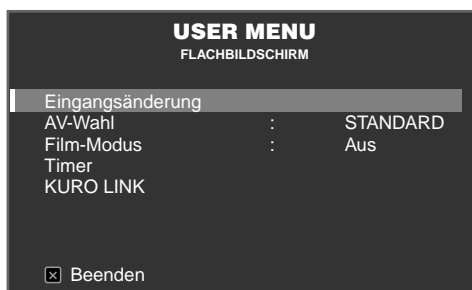 USER MENU
FLACHBILDSCHIRM
Eingangsänderung
AV-Wahl : STANDARD
Film-Modus : Aus
Timer
KURO LINK
Beenden